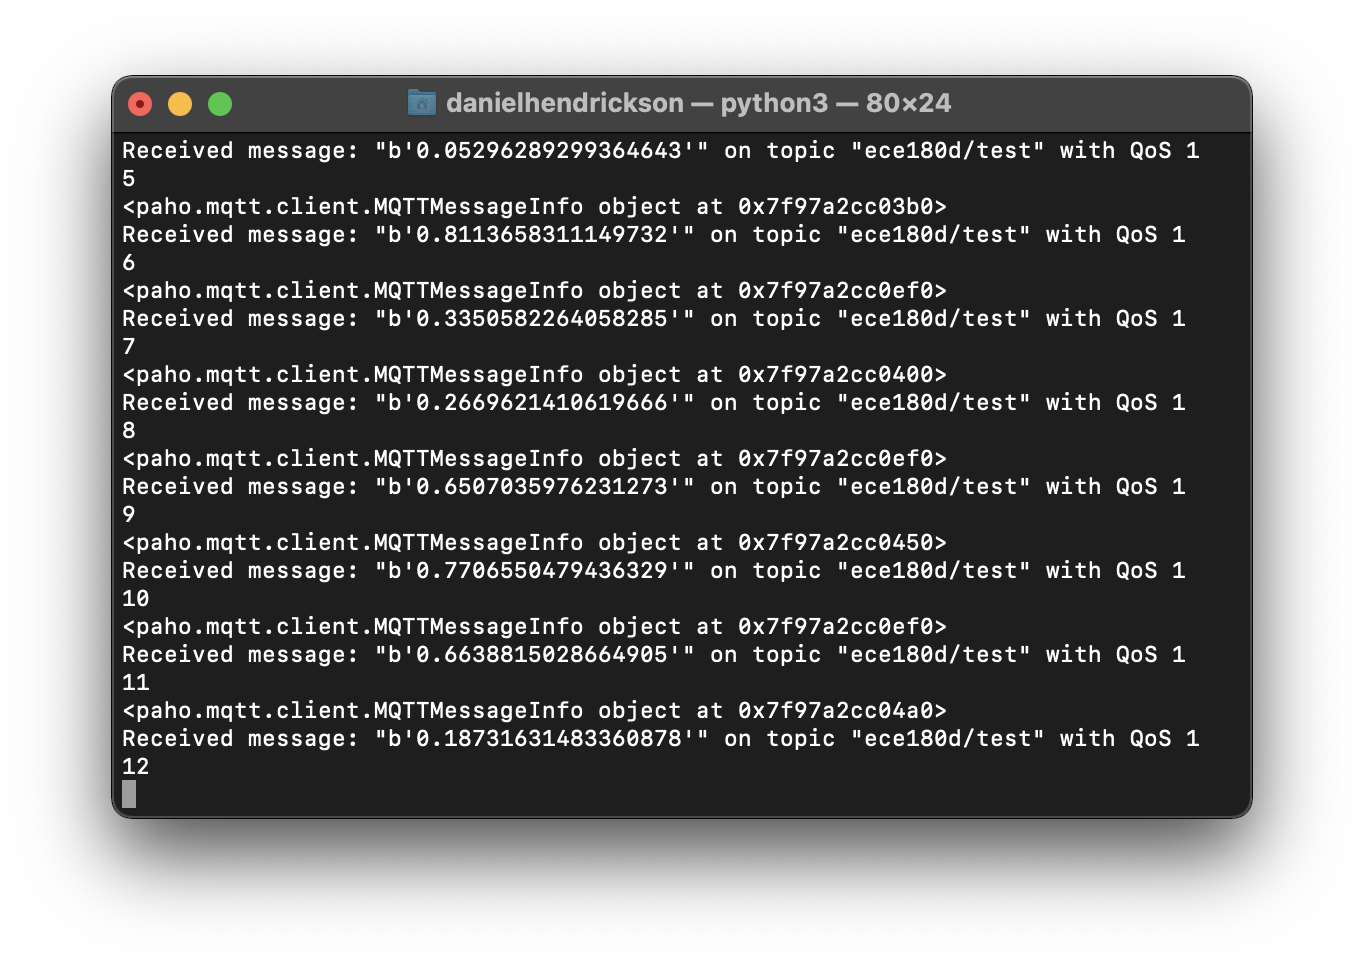 danielhendrickson — python3 — 80×24
Received message: "b'0.05296289299364643'" on topic "ece180d/test" with QoS 1
5
<paho.mqtt.client.MQTTMessageInfo object at 0x7f97a2cc03b0>
Received message: "b'0.8113658311149732'" on topic "ece180d/test" with QoS 1
6
<paho.mqtt.client.MQTTMessageInfo object at 0x7f97a2cc0ef0>
Received message: "b'0.3350582264058285'" on topic "ece180d/test" with QoS 1
7
<paho.mqtt.client.MQTTMessageInfo object at 0x7f97a2cc0400>
Received message: "b'0.2669621410619666'" on topic "ece180d/test" with QoS 1
8
<paho.mqtt.client.MQTTMessageInfo object at 0x7f97a2cc0ef0>
Received message: "b'0.6507035976231273'" on topic "ece180d/test" with QoS 1
9
<paho.mqtt.client.MQTTMessageInfo object at 0x7f97a2cc0450>
Received message: "b'0.7706550479436329'" on topic "ece180d/test" with QoS 1
10
<paho.mqtt.client.MQTTMessageInfo object at 0x7f97a2cc0ef0>
Received message: "b'0.6638815028664905'" on topic "ece180d/test" with QoS 1
11
<paho.mqtt.client.MQTTMessageInfo object at 0x7f97a2cc04a0>
Received message: "b'0.18731631483360878'" on topic "ece180d/test" with QoS 1
12